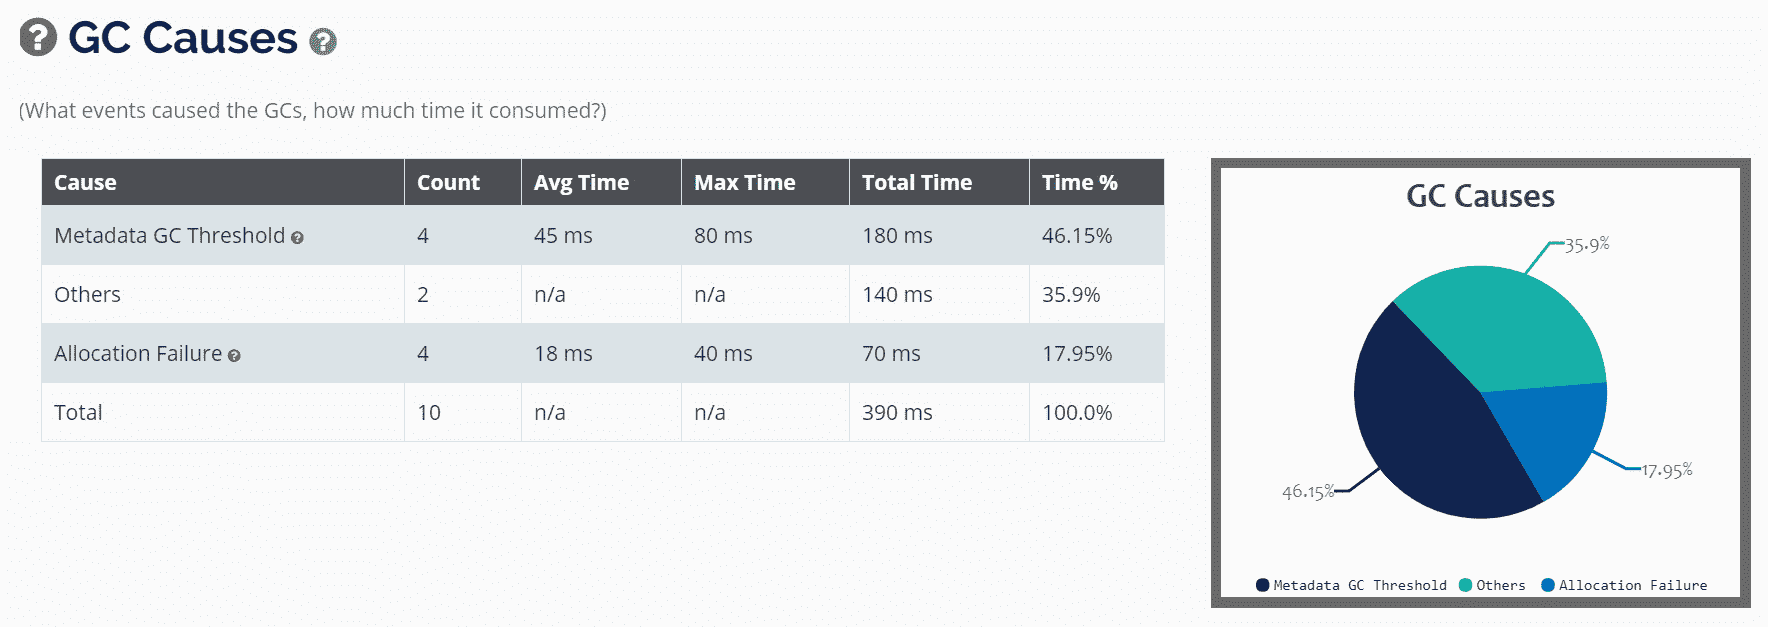 GC Causes
(What events caused the GCs, how much time it consumed?)
Cause Count Avg Time Max Time Total Time Time %
Metadata GC Threshold 4 45 ms 80 ms 180 ms 46.15%
Others 2 n/a n/a 140 ms 35.9%
Allocation Failure 4 18 ms 40 ms 70 ms 17.95%
Total 10 n/a n/a 390 ms 100.0%
GC Causes
35.9%
17.95%
46.15%
Metadata GC Threshold Others Allocation Failure